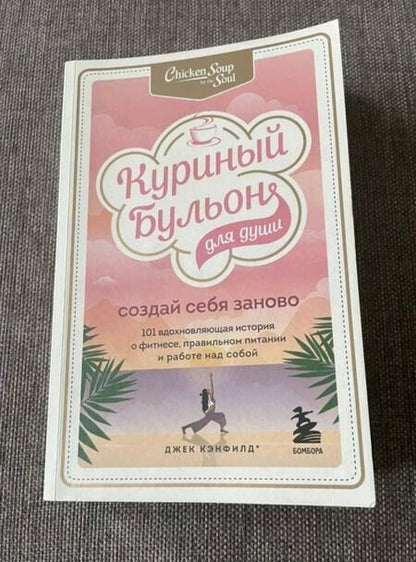 Chicken Soup
for the Soul
Куриный
Бульон
для души
создай себя заново
101 вдохновляющая история
о фитнесе, правильном питании
и работе над собой
ДЖЕК КЭНФИЛД*
БОМБОРА